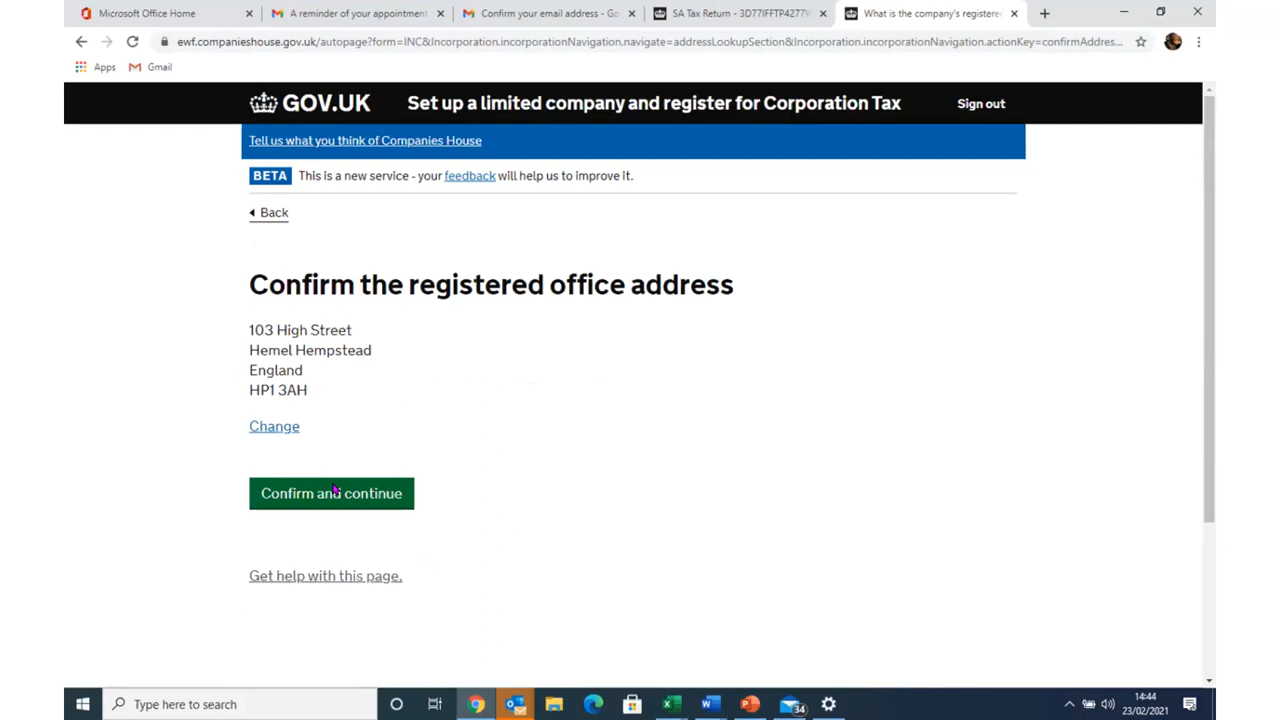 Microsoft Office Home
A reminder of your appointment
Confirm your email address - Go
SA Tax Return - 3D77IFFTP4277
What is the company's registere
ewf.companieshouse.gov.uk/autopage?form=INC&Incorporation.incorporationNavigation.navigate=addressLookupSection&Incorporation.incorporationNavigation.actionKey=confirmAddres...
Apps
Gmail
GOV.UK
Set up a limited company and register for Corporation Tax
Sign out
Tell us what you think of Companies House
BETA
This is a new service - your feedback will help us to improve it.
Back
Confirm the registered office address
103 High Street
Hemel Hempstead
England
HP1 3AH
Change
Confirm and continue
Get help with this page.
Type here to search
34
14:44
23/02/2021